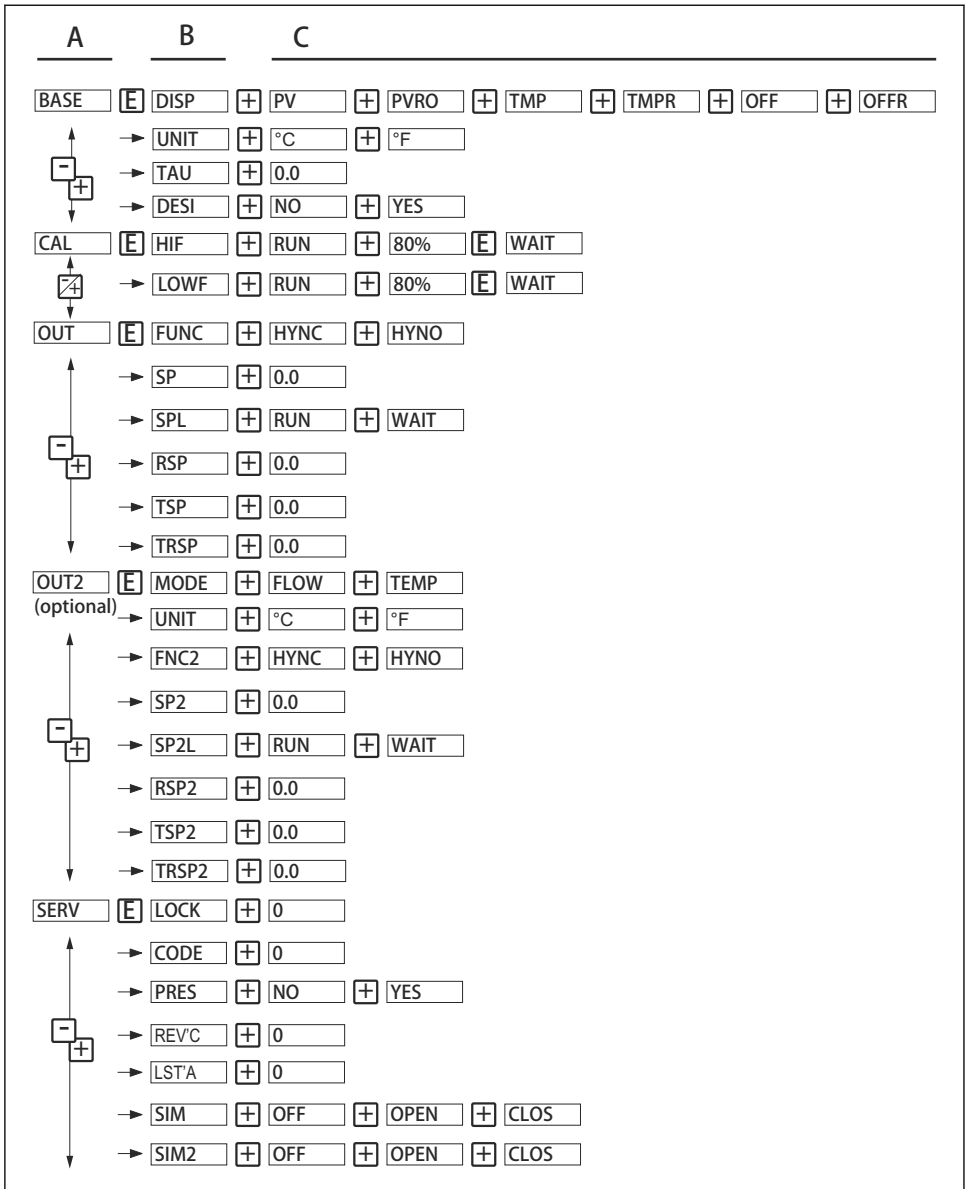 A B C
BASE E DISP + PV + PVRO + TMP + TMPR + OFF + OFFR
UNIT + °C + °F
- + TAU + 0.0
DESI + NO + YES
CAL E HIF + RUN + 80% E WAIT
-/+ LOWF + RUN + 80% E WAIT
OUT E FUNC + HYNC + HYNO
SP + 0.0
SPL + RUN + WAIT
- + RSP + 0.0
TSP + 0.0
TRSP + 0.0
OUT2 E MODE + FLOW + TEMP
(optional) UNIT + °C + °F
FNC2 + HYNC + HYNO
SP2 + 0.0
- + SP2L + RUN + WAIT
RSP2 + 0.0
TSP2 + 0.0
TRSP2 + 0.0
SERV E LOCK + 0
CODE + 0
PRES + NO + YES
- + REV'C + 0
LST'A + 0
SIM + OFF + OPEN + CLOS
SIM2 + OFF + OPEN + CLOS